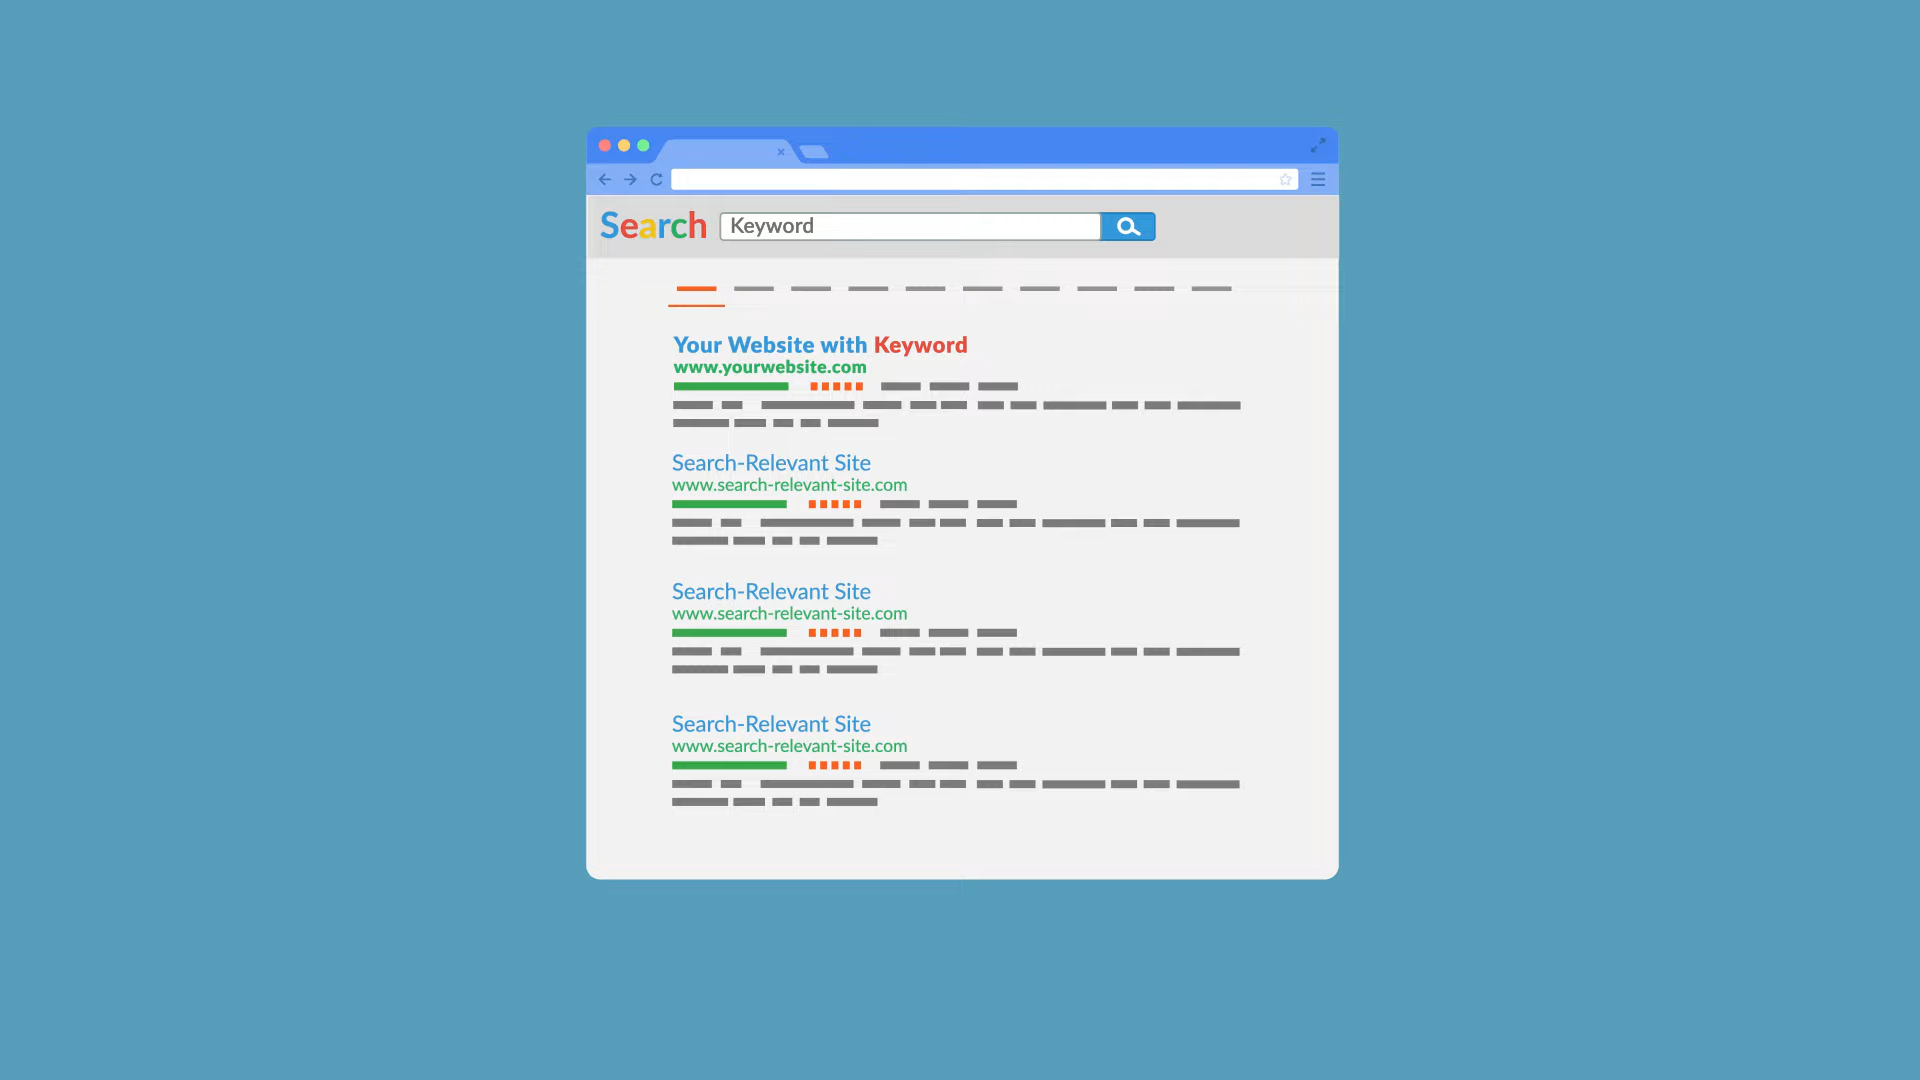 Search Keyword
Your Website with Keyword
www.yourwebsite.com
Search-Relevant Site
www.search-relevant-site.com
Search-Relevant Site
www.search-relevant-site.com
Search-Relevant Site
www.search-relevant-site.com